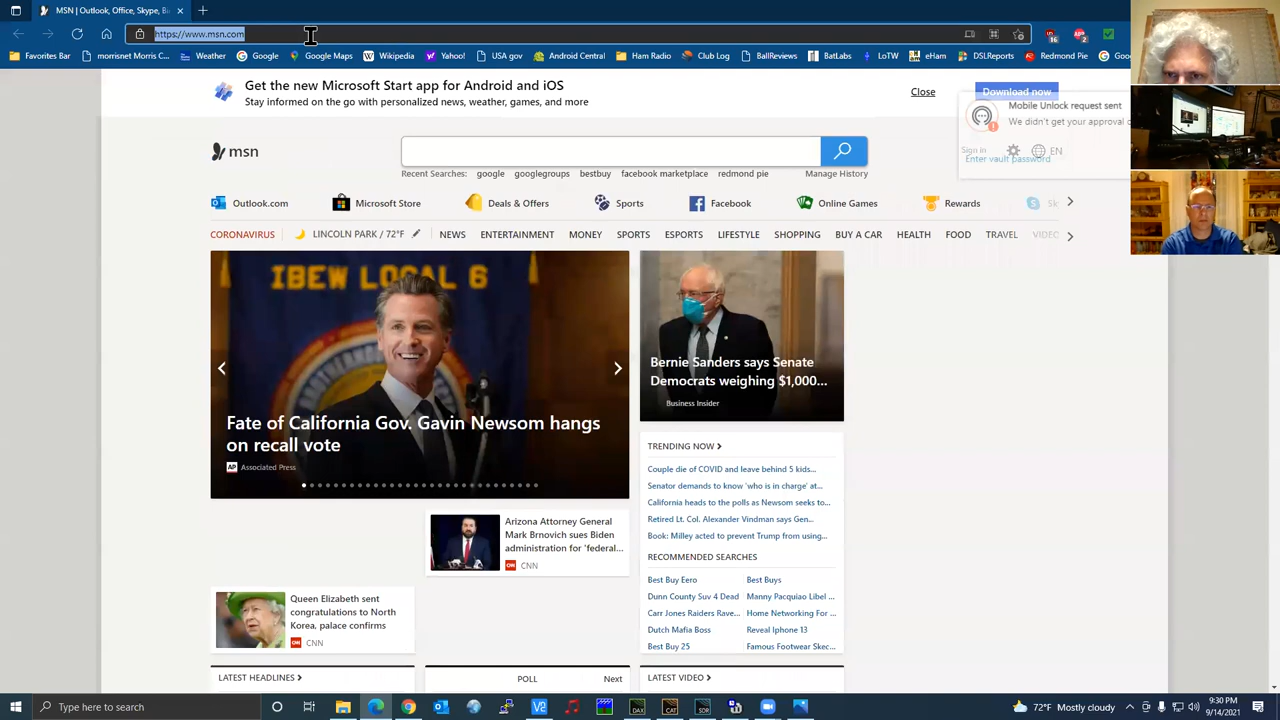 MSN | Outlook, Office, Skype, Bi
https://www.msn.com
16
2
Favorites Bar
morrisnet Morris C...
Weather
Google
Google Maps
Wikipedia
Yahoo!
USA gov
Android Central
Ham Radio
Club Log
BallReviews
BatLabs
LoTW
eHam
DSLReports
Redmond Pie
Get the new Microsoft Start app for Android and iOS
Stay informed on the go with personalized news, weather, games, and more
Close
Download now
Mobile Unlock request sent
We didn't get your approval
Sign in
EN
Enter vault password
msn
Recent Searches: google googlegroups bestbuy facebook marketplace redmond pie
Manage History
Outlook.com
Microsoft Store
Deals & Offers
Sports
Facebook
Online Games
Rewards
Sk
CORONAVIRUS
LINCOLN PARK / 72°F
NEWS
ENTERTAINMENT
MONEY
SPORTS
ESPORTS
LIFESTYLE
SHOPPING
BUY A CAR
HEALTH
FOOD
TRAVEL
VIDEO
IBEW LOCAL 6
Fate of California Gov. Gavin Newsom hangs
on recall vote
AP Associated Press
Bernie Sanders says Senate
Democrats weighing $1,000...
Business Insider
TRENDING NOW
Couple die of COVID and leave behind 5 kids...
Senator demands to know 'who is in charge' at...
California heads to the polls as Newsom seeks to...
Retired Lt. Col. Alexander Vindman says Gen...
Book: Milley acted to prevent Trump from using...
RECOMMENDED SEARCHES
Best Buy Eero
Best Buys
Dunn County Suv 4 Dead
Manny Pacquiao Libel ...
Carr Jones Raiders Rave...
Home Networking For ...
Dutch Mafia Boss
Reveal Iphone 13
Best Buy 25
Famous Footwear Skec...
Arizona Attorney General
Mark Brnovich sues Biden
administration for 'federal...
CNN
Queen Elizabeth sent
congratulations to North
Korea, palace confirms
CNN
LATEST HEADLINES
POLL
Next
LATEST VIDEO
Type here to search
DAX
CAT
SDR
72°F Mostly cloudy
9:30 PM
9/14/2021